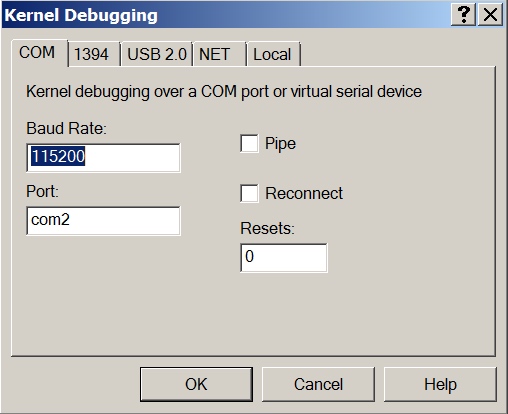 Kernel Debugging
COM 1394 USB 2.0 NET Local
Kernel debugging over a COM port or virtual serial device
Baud Rate:
115200
Pipe
Port:
Reconnect
com2
Resets:
0
OK Cancel Help